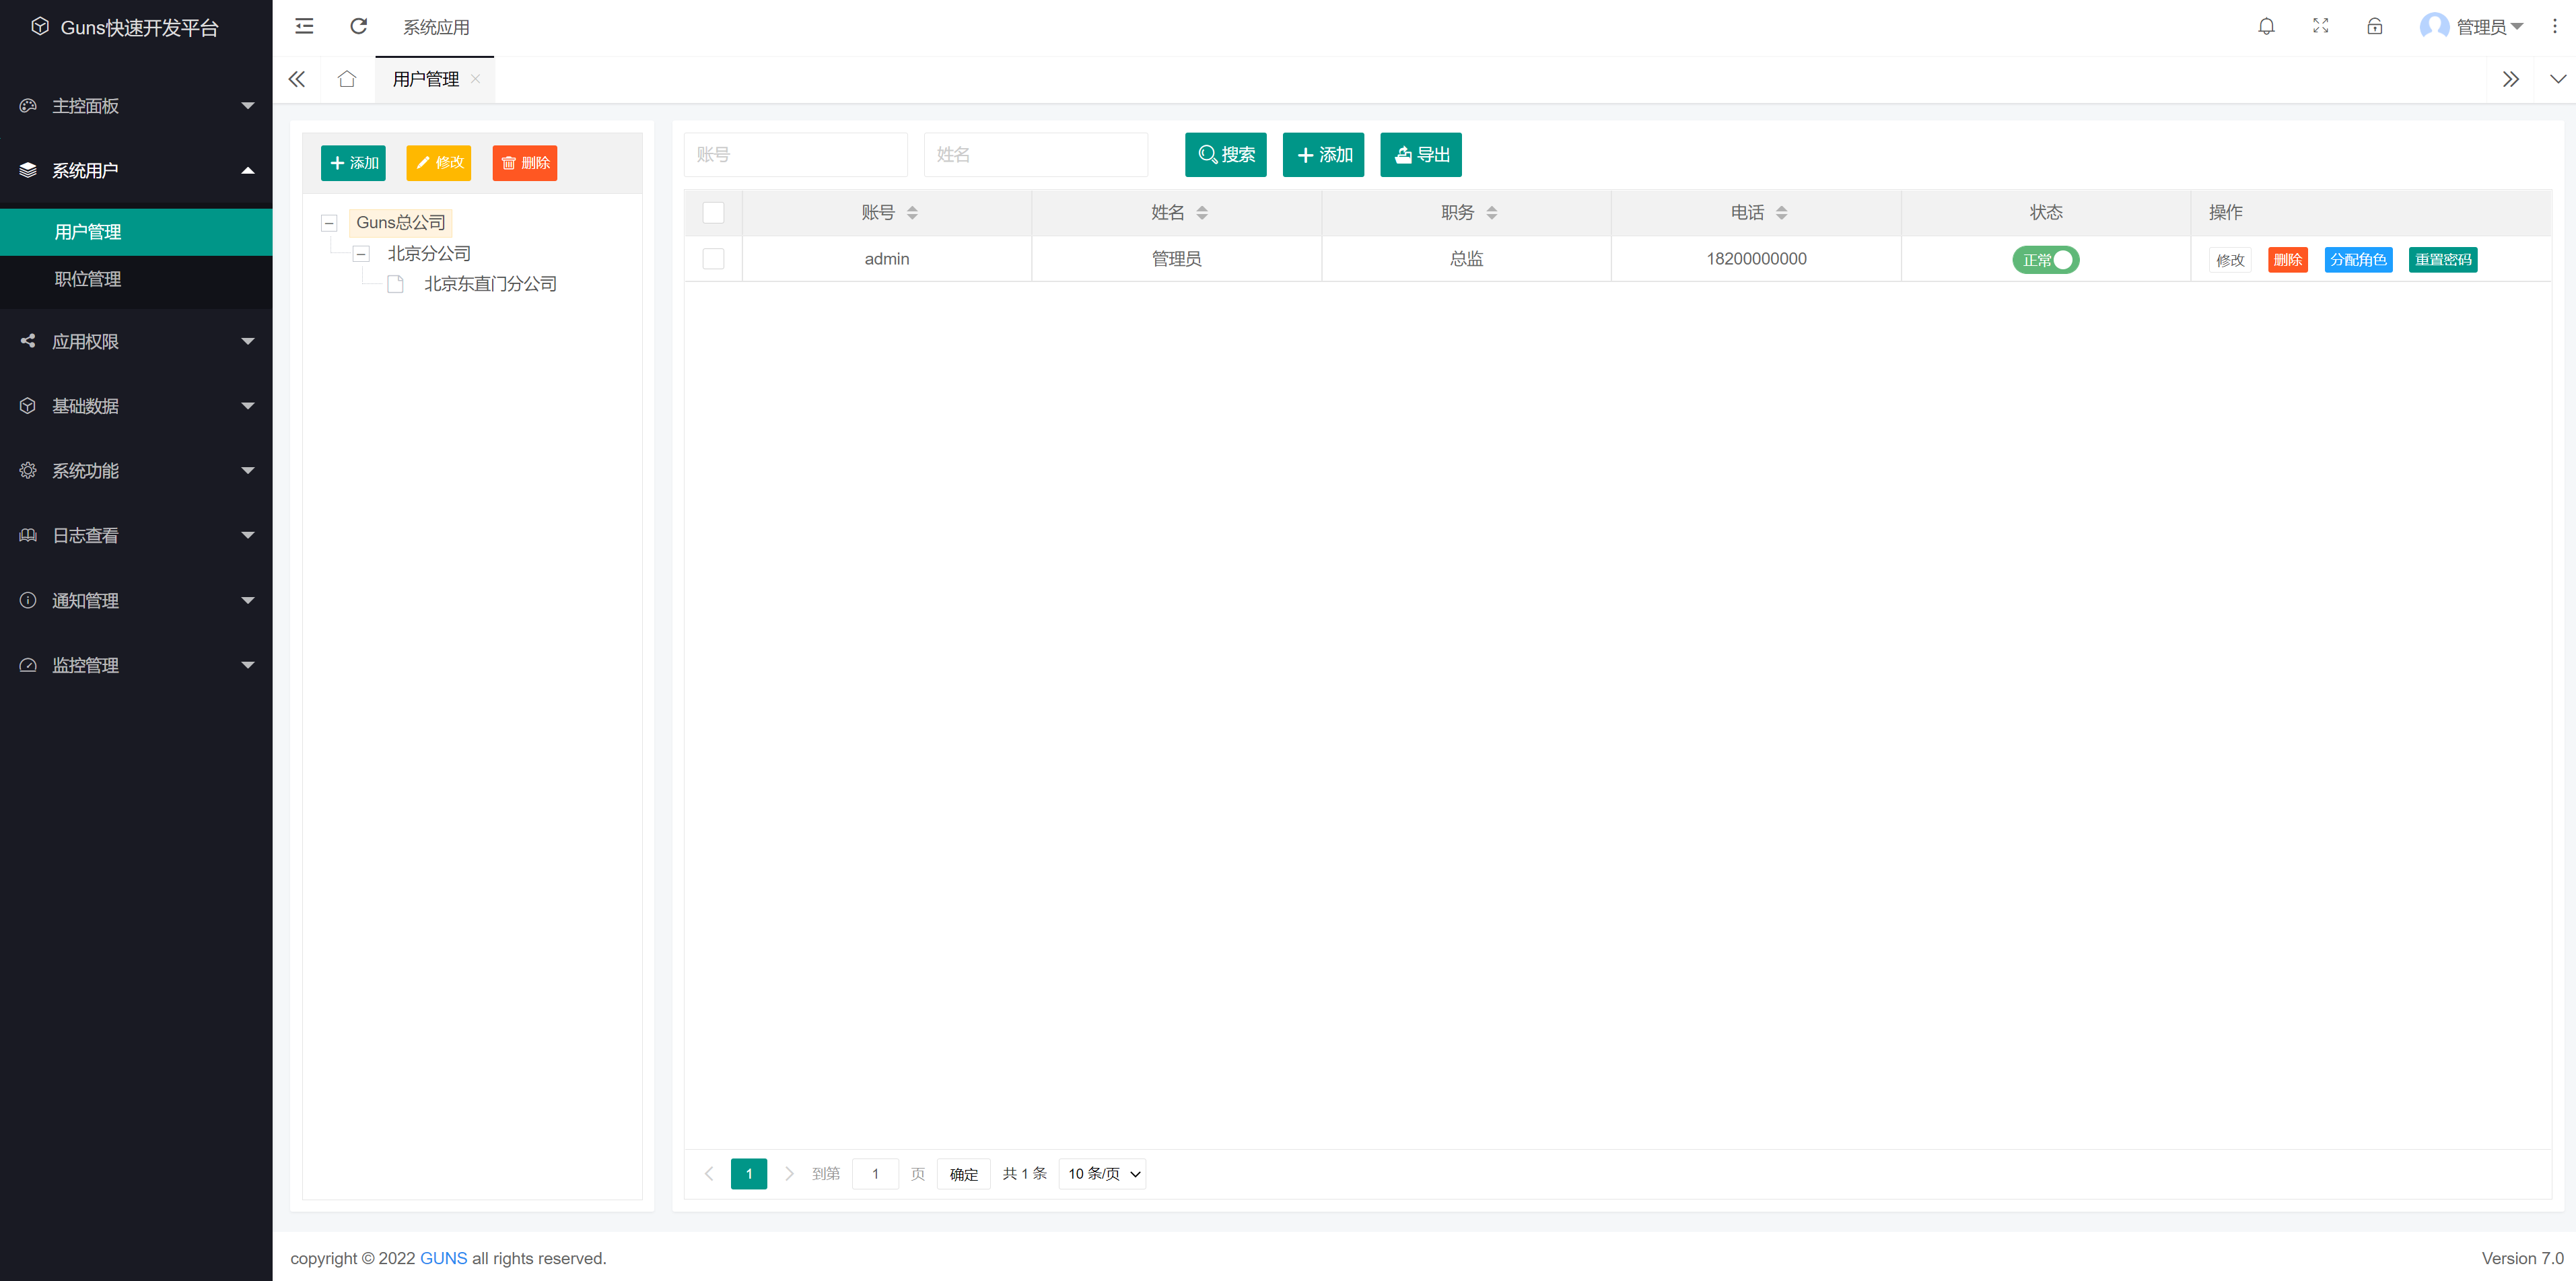 Guns快速开发平台
系统应用
管理员
主控面板
系统用户
用户管理
职位管理
应用权限
基础数据
系统功能
日志查看
通知管理
监控管理
用户管理
添加 修改 删除
Guns总公司
北京分公司
北京东直门分公司
账号 姓名 搜索 添加 导出
账号 姓名 职务 电话 状态 操作
admin 管理员 总监 18200000000 正常 修改 删除 分配角色 重置密码
1 到第 1 页 确定 共 1 条 10 条/页
copyright © 2022 GUNS all rights reserved.
Version 7.0